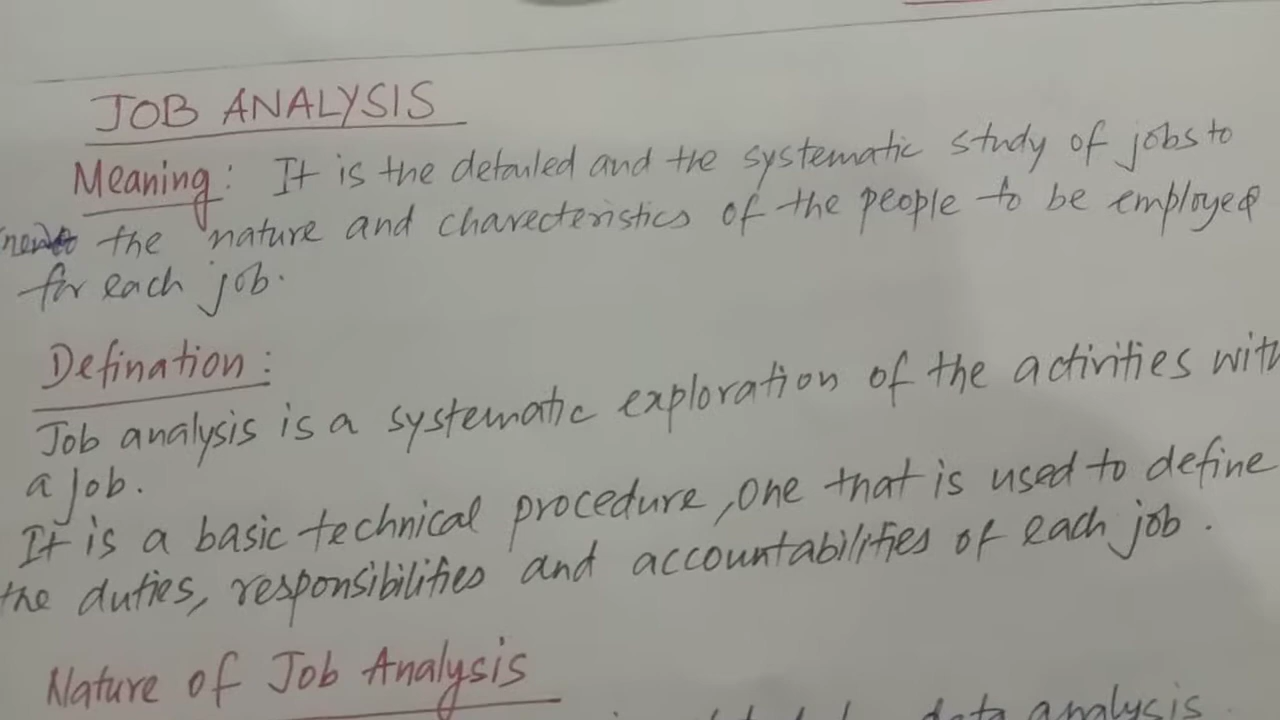 JOB ANALYSIS
Meaning: It is the detailed and the systematic study of jobs to
the nature and charecteristics of the people to be employed
for each job.
Defination:
Job analysis is a systematic exploration of the activities with
a job.
It is a basic technical procedure, one that is used to define
the duties, responsibilities and accountabilities of each job.
Nature of Job Analysis
data analysis